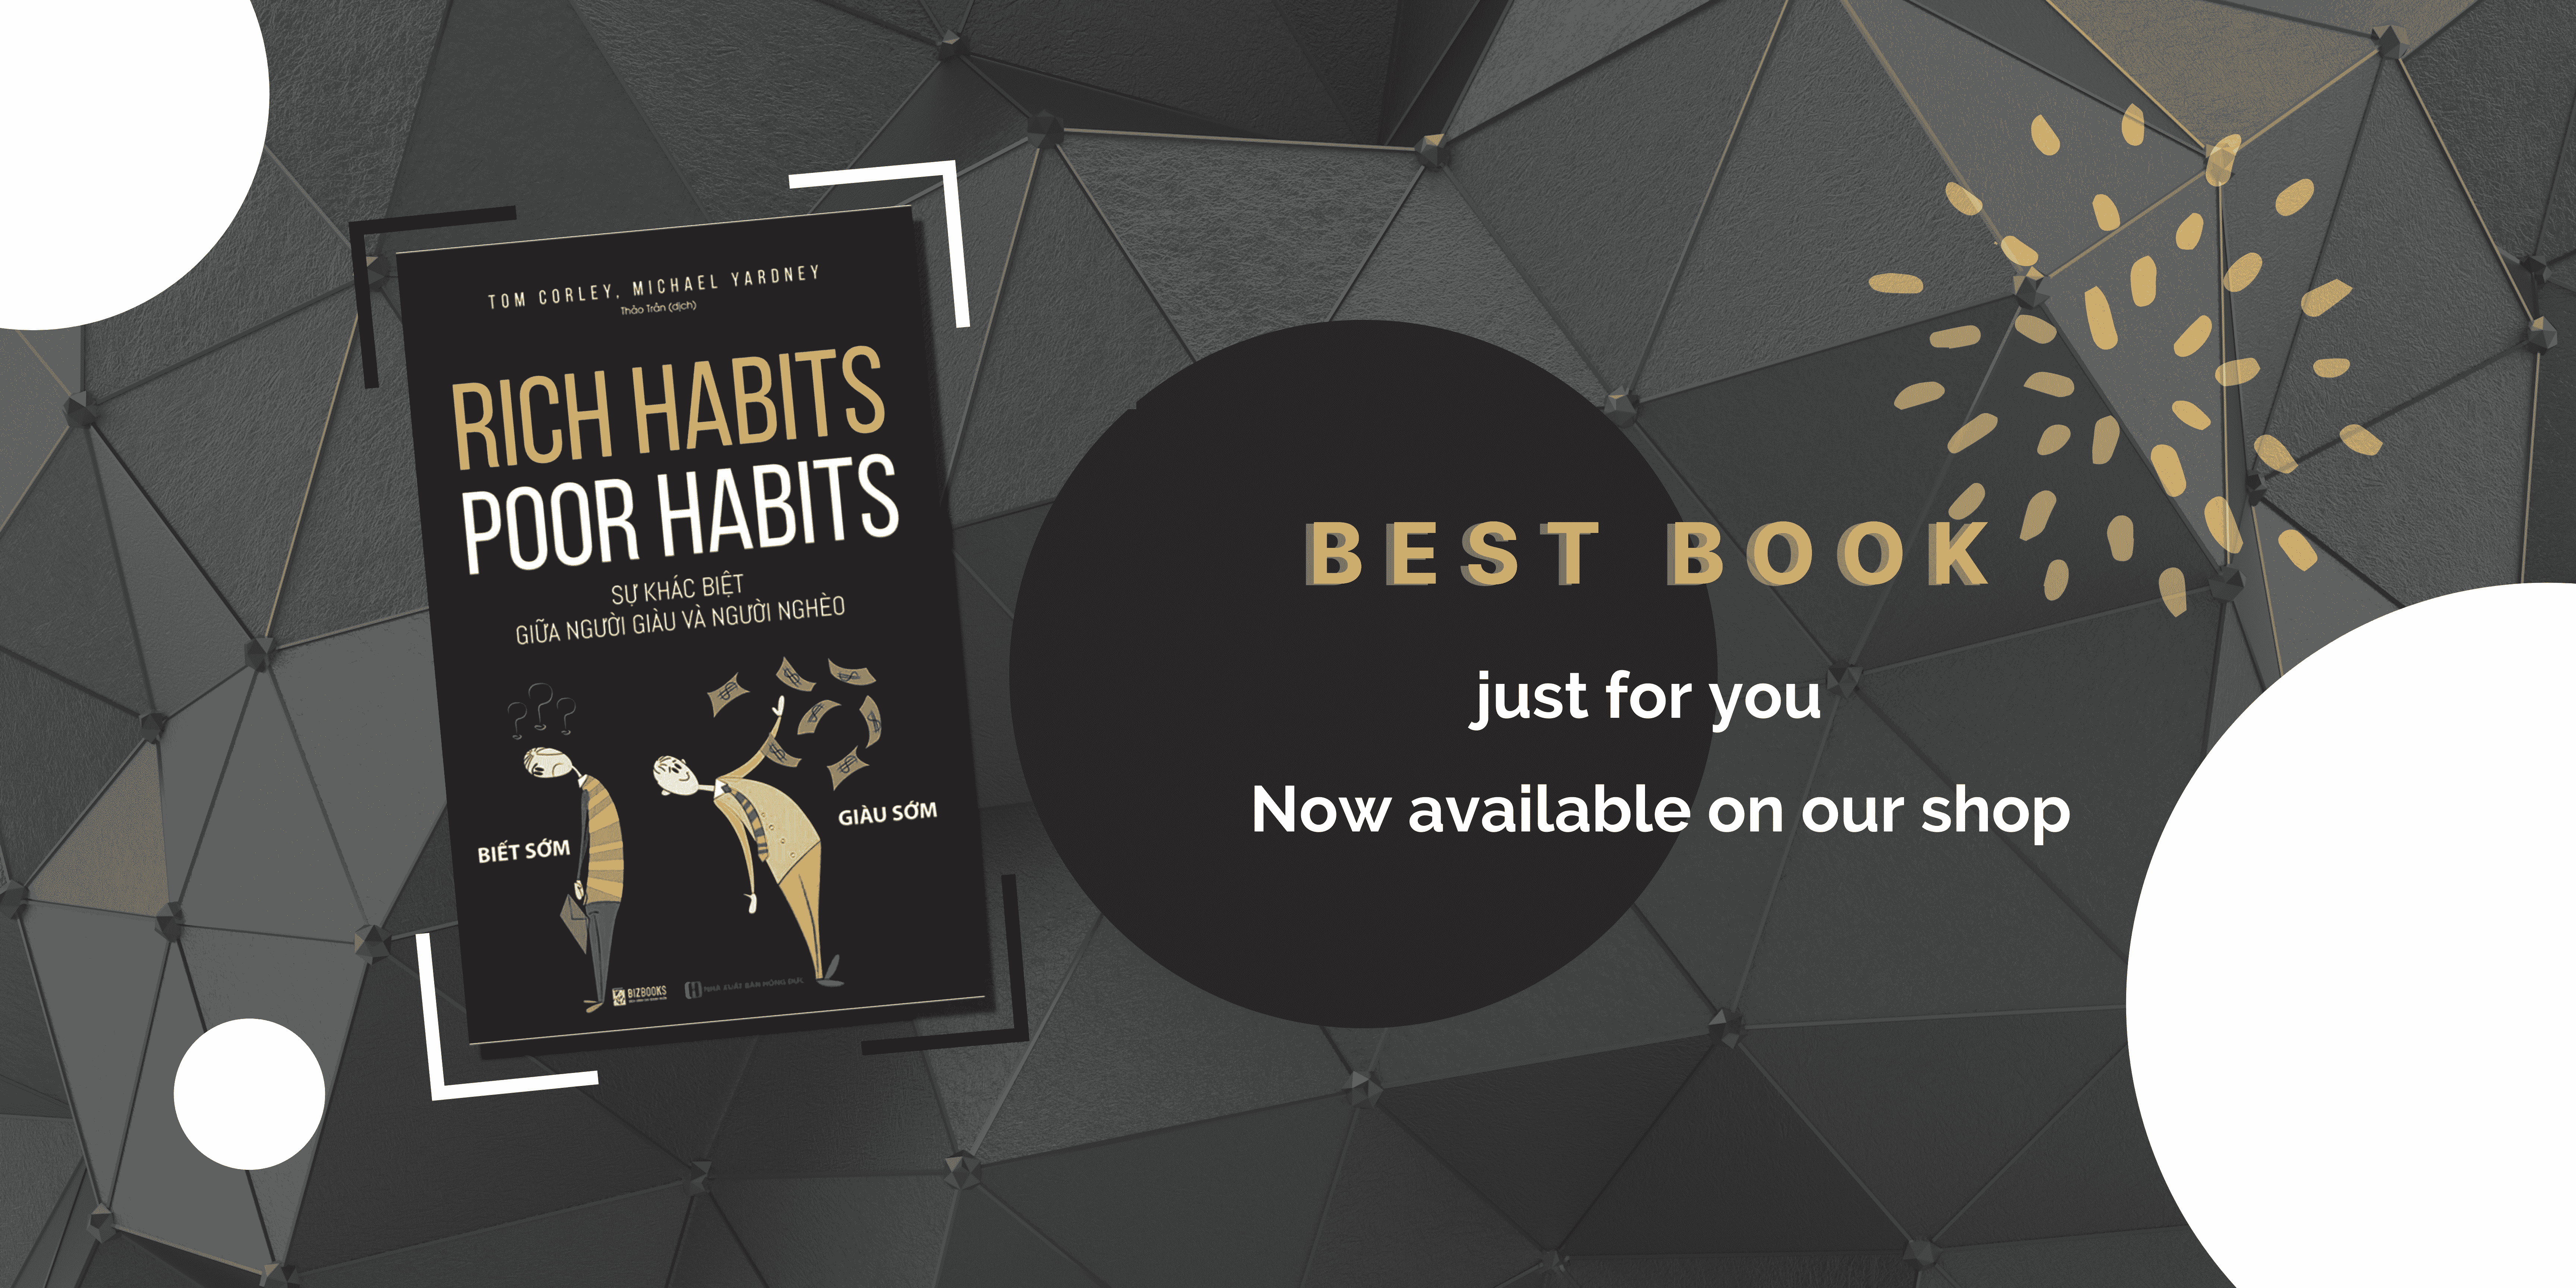 TOM CORLEY, MICHAEL YARDNEY
Thảo Trần (dịch)
RICH HABITS
POOR HABITS
SỰ KHÁC BIỆT
GIỮA NGƯỜI GIÀU VÀ NGƯỜI NGHÈO
BIẾT SỚM
GIÀU SỚM
BIZBOOKS
NHÀ XUẤT BẢN HỒNG ĐỨC
BEST BOOK
just for you
Now available on our shop